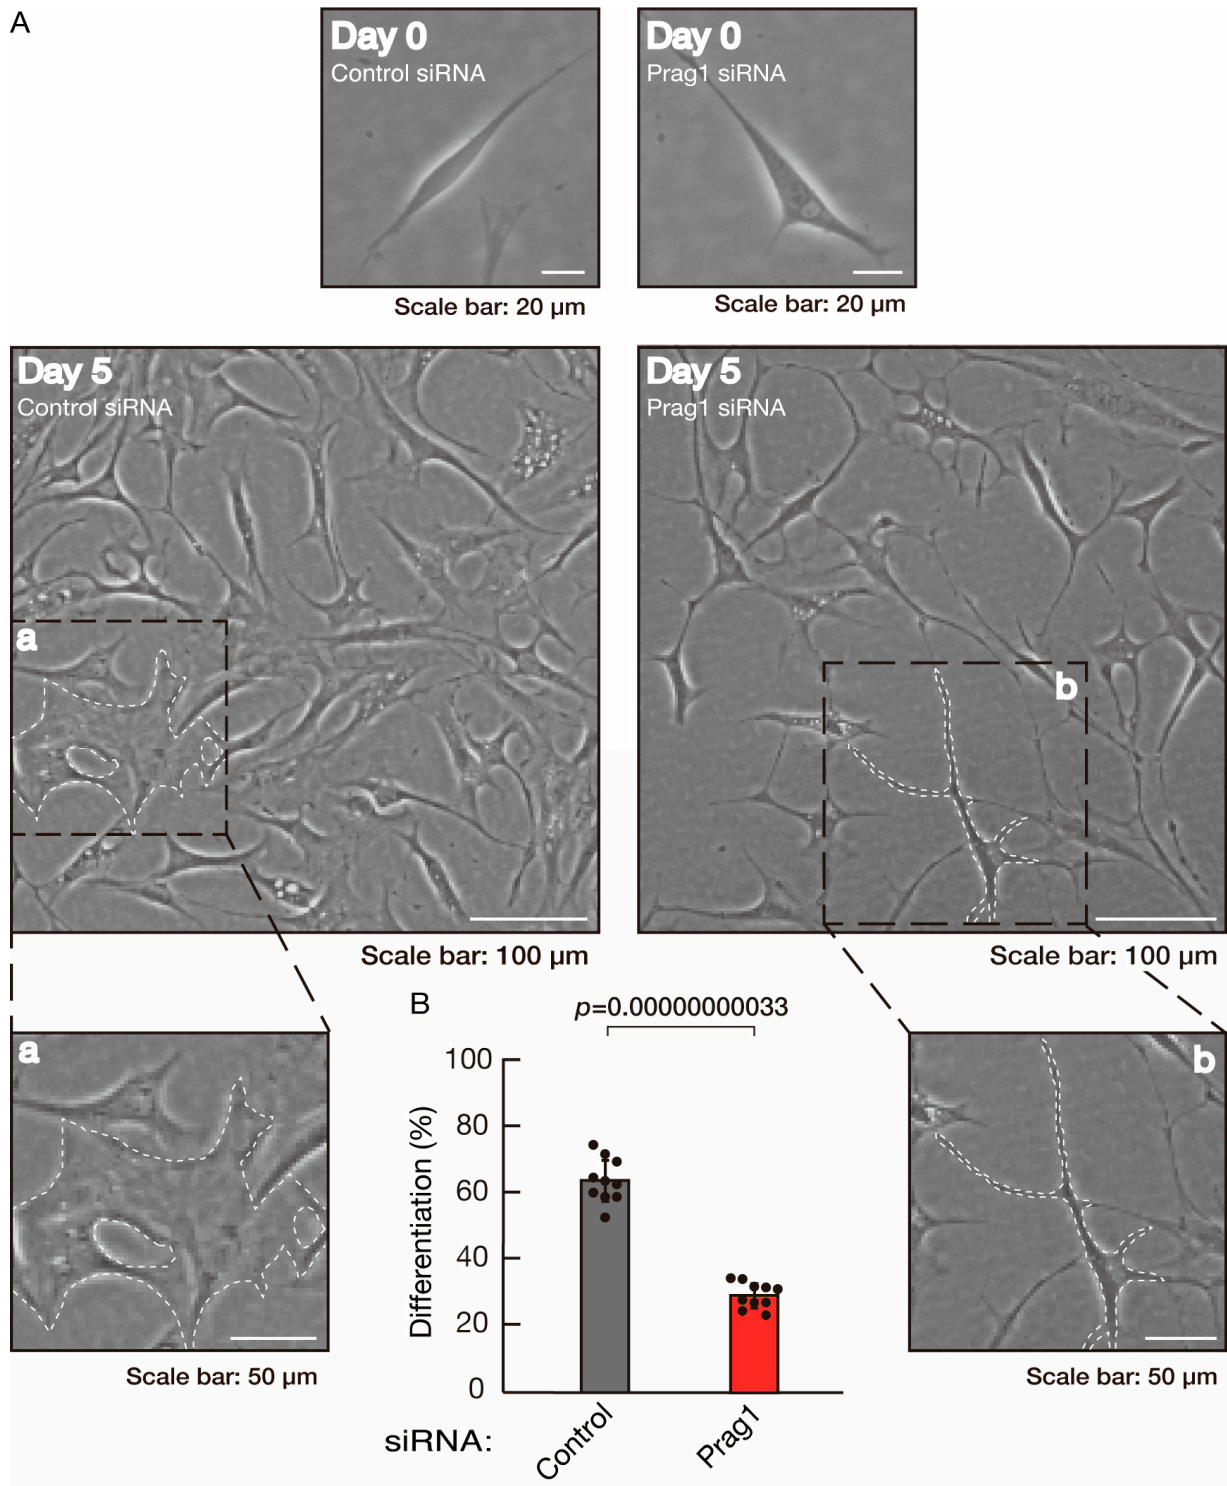 A
Day 0
Control siRNA
Day 0
Prag1 siRNA
Scale bar: 20 μm
Scale bar: 20 μm
Day 5
Control siRNA
Day 5
Prag1 siRNA
a
b
Scale bar: 100 μm
Scale bar: 100 μm
a
b
Scale bar: 50 μm
Scale bar: 50 μm
B
p=0.00000000033
Differentiation (%)
100
80
60
40
20
0
siRNA:
Control
Prag1